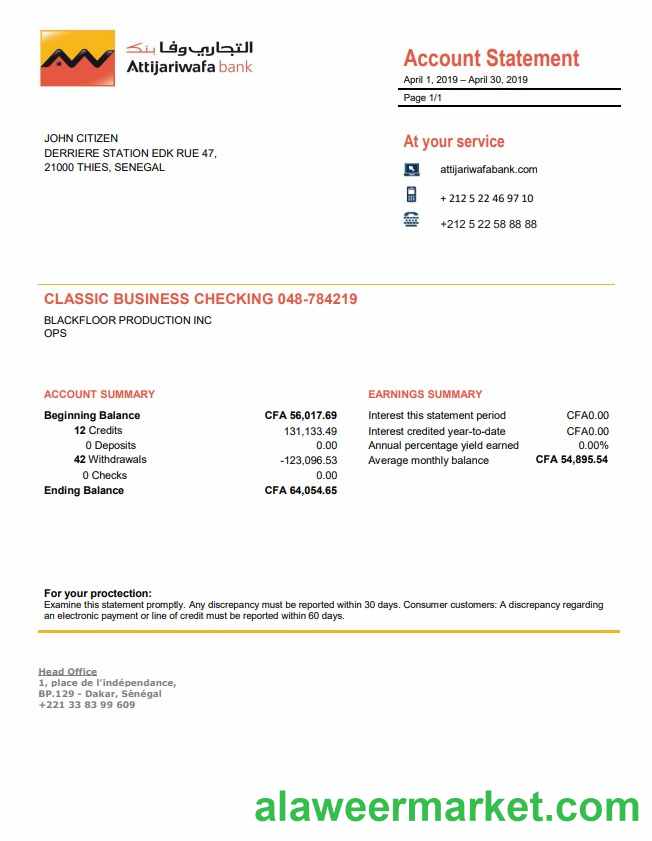 التجاري وفا بنك
Attijariwafa bank
Account Statement
April 1, 2019 – April 30, 2019
Page 1/1
JOHN CITIZEN
DERRIERE STATION EDK RUE 47,
21000 THIES, SENEGAL
At your service
attijariwafabank.com
+ 212 5 22 46 97 10
+212 5 22 58 88 88
CLASSIC BUSINESS CHECKING 048-784219
BLACKFLOOR PRODUCTION INC
OPS
ACCOUNT SUMMARY
Beginning Balance CFA 56,017.69
12 Credits 131,133.49
0 Deposits 0.00
42 Withdrawals -123,096.53
0 Checks 0.00
Ending Balance CFA 64,054.65
EARNINGS SUMMARY
Interest this statement period CFA0.00
Interest credited year-to-date CFA0.00
Annual percentage yield earned 0.00%
Average monthly balance CFA 54,895.54
For your proctection:
Examine this statement promptly. Any discrepancy must be reported within 30 days. Consumer customers: A discrepancy regarding
an electronic payment or line of credit must be reported within 60 days.
Head Office
1, place de l'indépendance,
BP.129 - Dakar, Sénégal
+221 33 83 99 609
alaweermarket.com